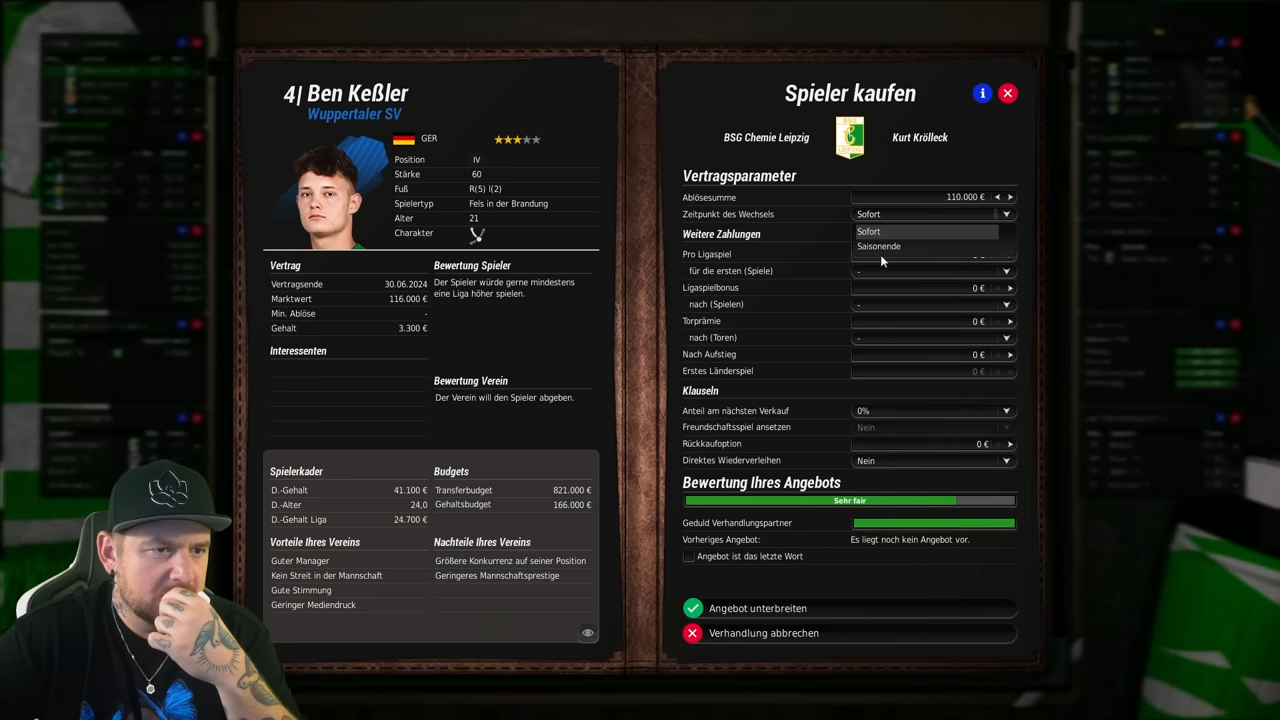 4| Ben Keßler
Wuppertaler SV
GER
Position IV
Stärke 60
Fuß R(5) l(2)
Spielertyp Fels in der Brandung
Alter 21
Charakter
Vertrag
Vertragsende 30.06.2024
Marktwert 116.000 €
Min. Ablöse -
Gehalt 3.300 €
Interessenten
Bewertung Spieler
Der Spieler würde gerne mindestens
eine Liga höher spielen.
Bewertung Verein
Der Verein will den Spieler abgeben.
Spielerkader
D.-Gehalt 41.100 €
D.-Alter 24,0
D.-Gehalt Liga 24.700 €
Budgets
Transferbudget 821.000 €
Gehaltsbudget 166.000 €
Vorteile Ihres Vereins
Guter Manager
Kein Streit in der Mannschaft
Gute Stimmung
Geringer Mediendruck
Nachteile Ihres Vereins
Größere Konkurrenz auf seiner Position
Geringeres Mannschaftsprestige
Spieler kaufen
BSG Chemie Leipzig
BSG
LEIPZIG
Kurt Krölleck
Vertragsparameter
Ablösesumme 110.000 €
Zeitpunkt des Wechsels Sofort
Sofort
Saisonende
Weitere Zahlungen
Pro Ligaspiel
für die ersten (Spiele) -
Ligaspielbonus 0 €
nach (Spielen) -
Torprämie 0 €
nach (Toren) -
Nach Aufstieg 0 €
Erstes Länderspiel 0 €
Klauseln
Anteil am nächsten Verkauf 0%
Freundschaftsspiel ansetzen Nein
Rückkaufoption 0 €
Direktes Wiederverleihen Nein
Bewertung Ihres Angebots
Sehr fair
Geduld Verhandlungspartner
Vorheriges Angebot: Es liegt noch kein Angebot vor.
Angebot ist das letzte Wort
Angebot unterbreiten
Verhandlung abbrechen